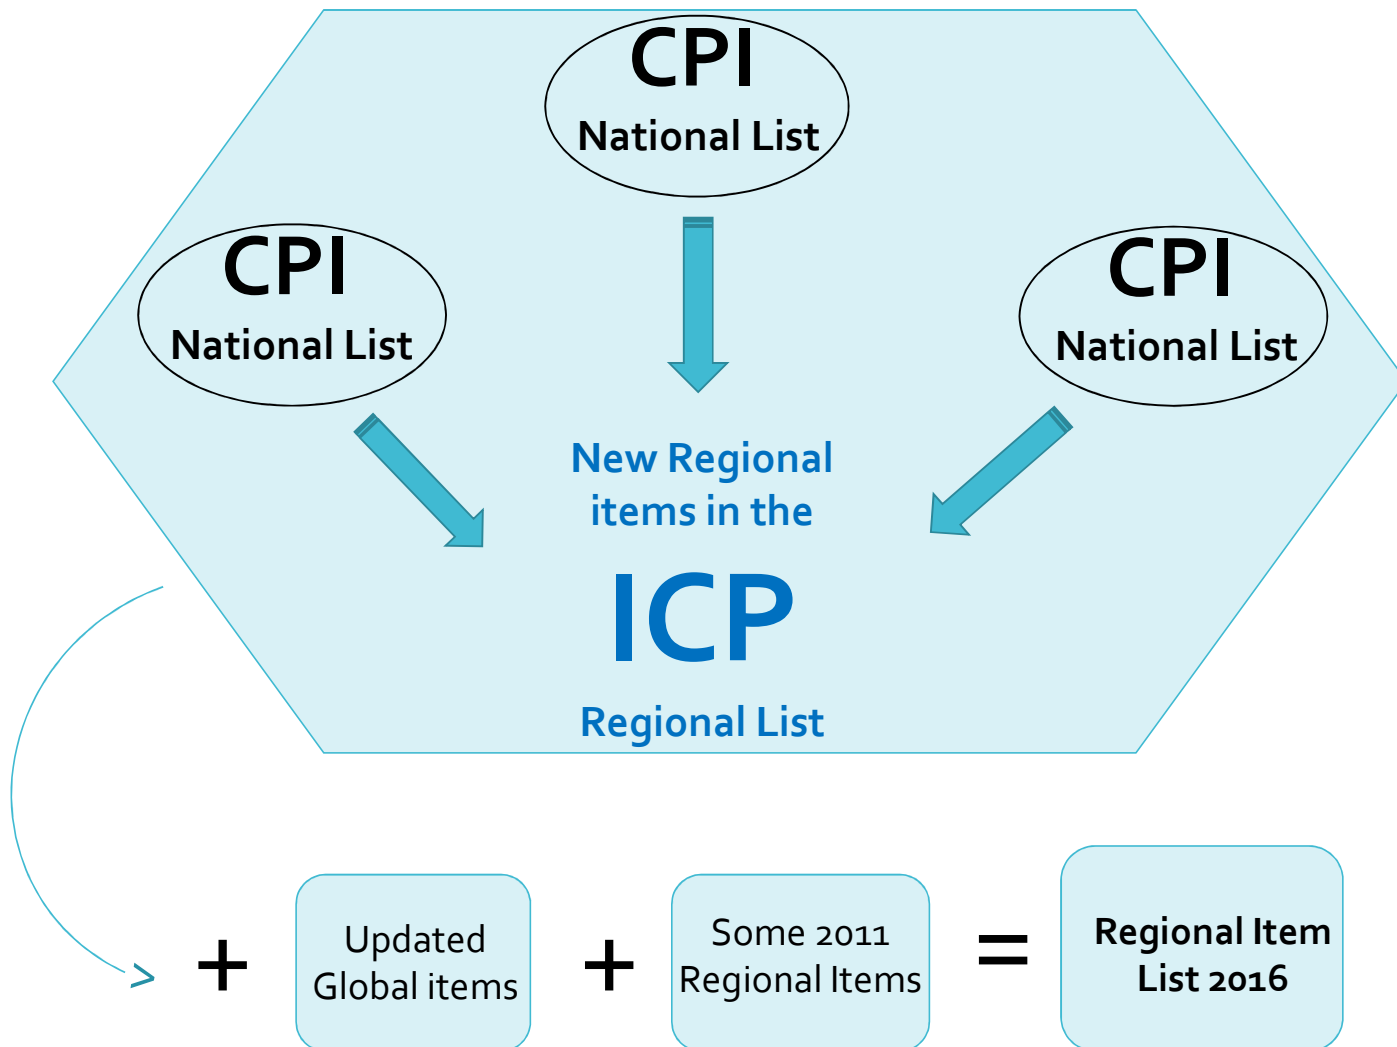 CPI
National List
CPI
National List
CPI
National List
New Regional
items in the
ICP
Regional List
>
+
Updated
Global items
+
Some 2011
Regional Items
=
Regional Item
List 2016